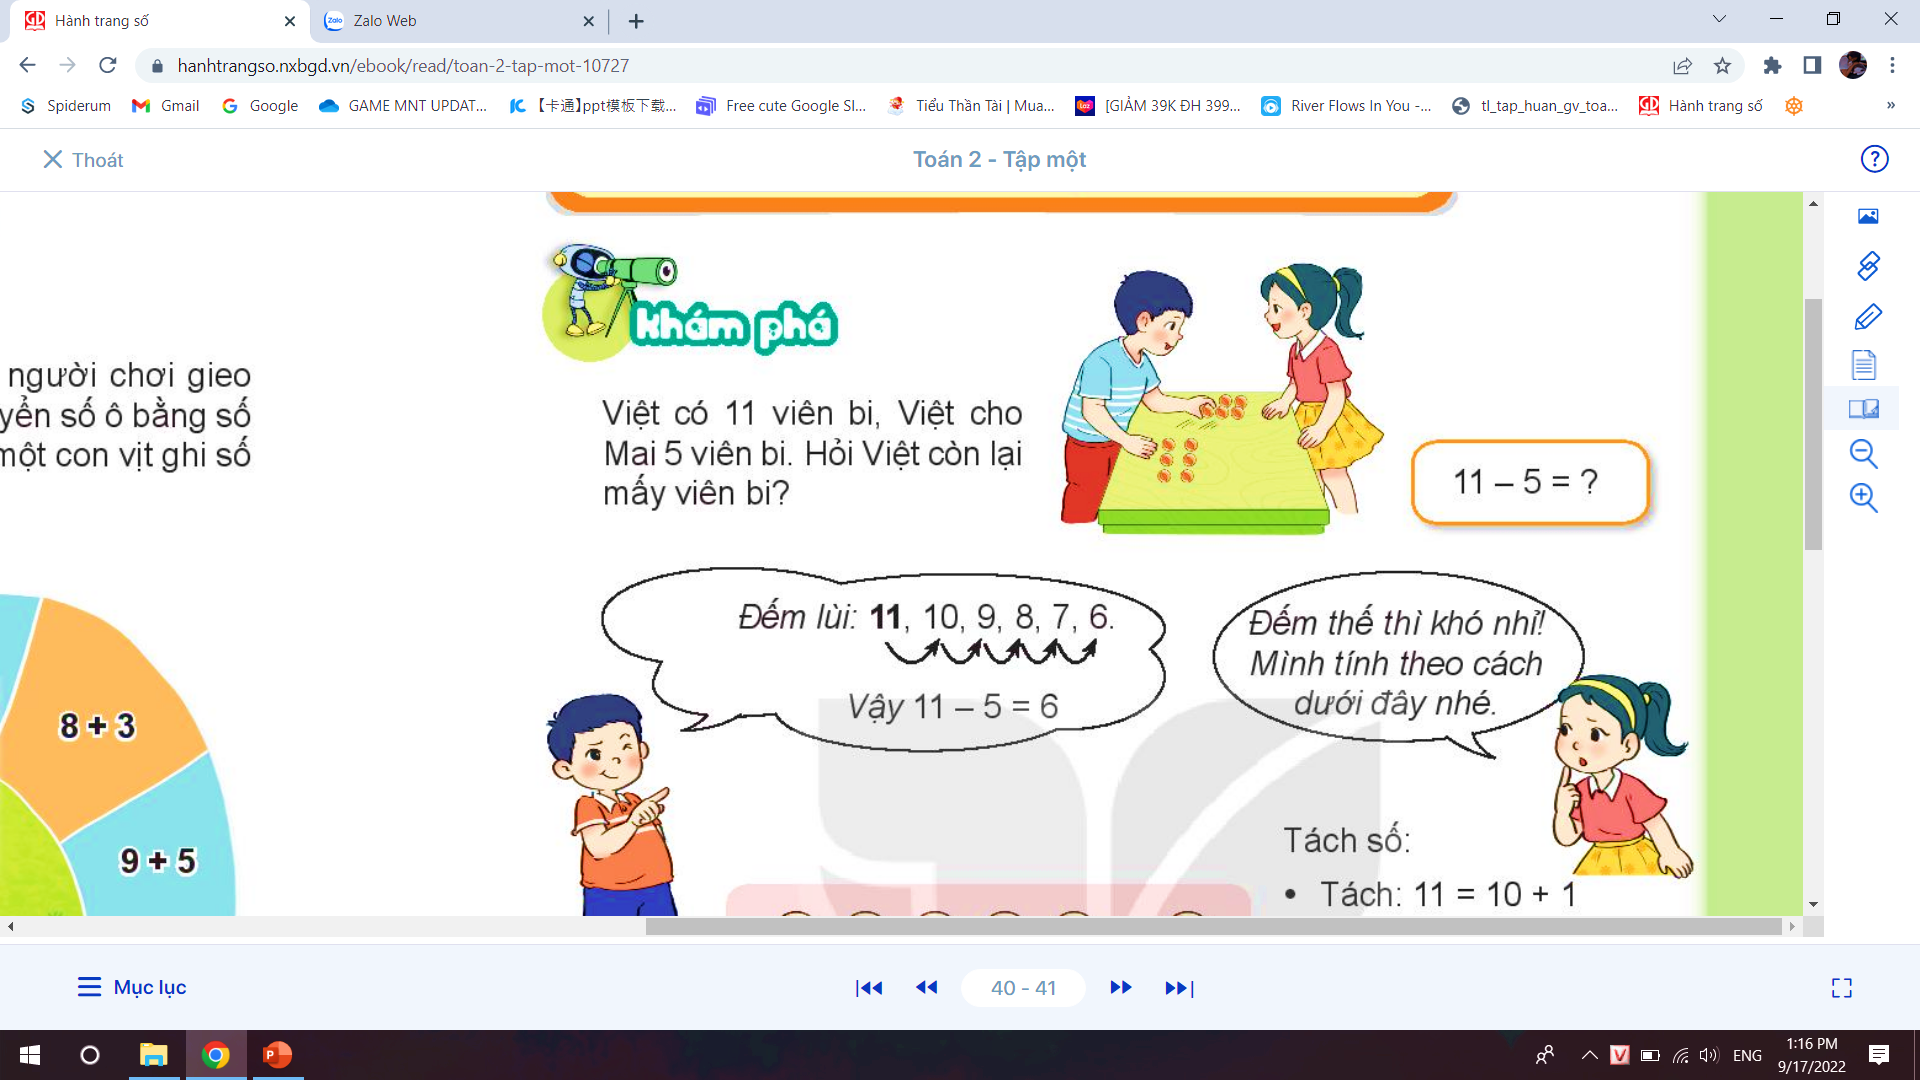 Hành trang số
Zalo Web
hanhtrangso.nxbgd.vn/ebook/read/toan-2-tap-mot-10727
Spiderum
Gmail
Google
GAME MNT UPDAT...
【卡通】ppt模板下载...
Free cute Google Sl...
Tiểu Thần Tài | Mua...
[GIẢM 39K ĐH 399...
River Flows In You -...
tl_tap_huan_gv_toa...
Hành trang số
»
Thoát
Toán 2 - Tập một
người chơi gieo
yển số ô bằng số
một con vịt ghi số
8 + 3
9 + 5
Khám phá
Việt có 11 viên bi, Việt cho
Mai 5 viên bi. Hỏi Việt còn lại
mấy viên bi?
11 – 5 = ?
Đếm lùi: 11, 10, 9, 8, 7, 6.
Vậy 11 – 5 = 6
Đếm thế thì khó nhỉ!
Mình tính theo cách
dưới đây nhé.
Tách số:
• Tách: 11 = 10 + 1
Mục lục
40 - 41
ENG
1:16 PM
9/17/2022